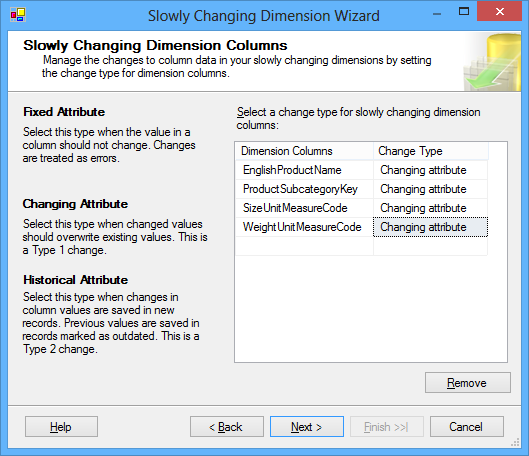 Slowly Changing Dimension Wizard
Slowly Changing Dimension Columns
Manage the changes to column data in your slowly changing dimensions by setting
the change type for dimension columns.
Fixed Attribute
Select this type when the value in a
column should not change. Changes
are treated as errors.
Changing Attribute
Select this type when changed values
should overwrite existing values. This is
a Type 1 change.
Historical Attribute
Select this type when changes in
column values are saved in new
records. Previous values are saved in
records marked as outdated. This is a
Type 2 change.
Select a change type for slowly changing dimension
columns:
Dimension Columns Change Type
EnglishProductName Changing attribute
ProductSubcategoryKey Changing attribute
SizeUnitMeasureCode Changing attribute
WeightUnitMeasureCode Changing attribute
Remove
Help < Back Next > Finish >>| Cancel